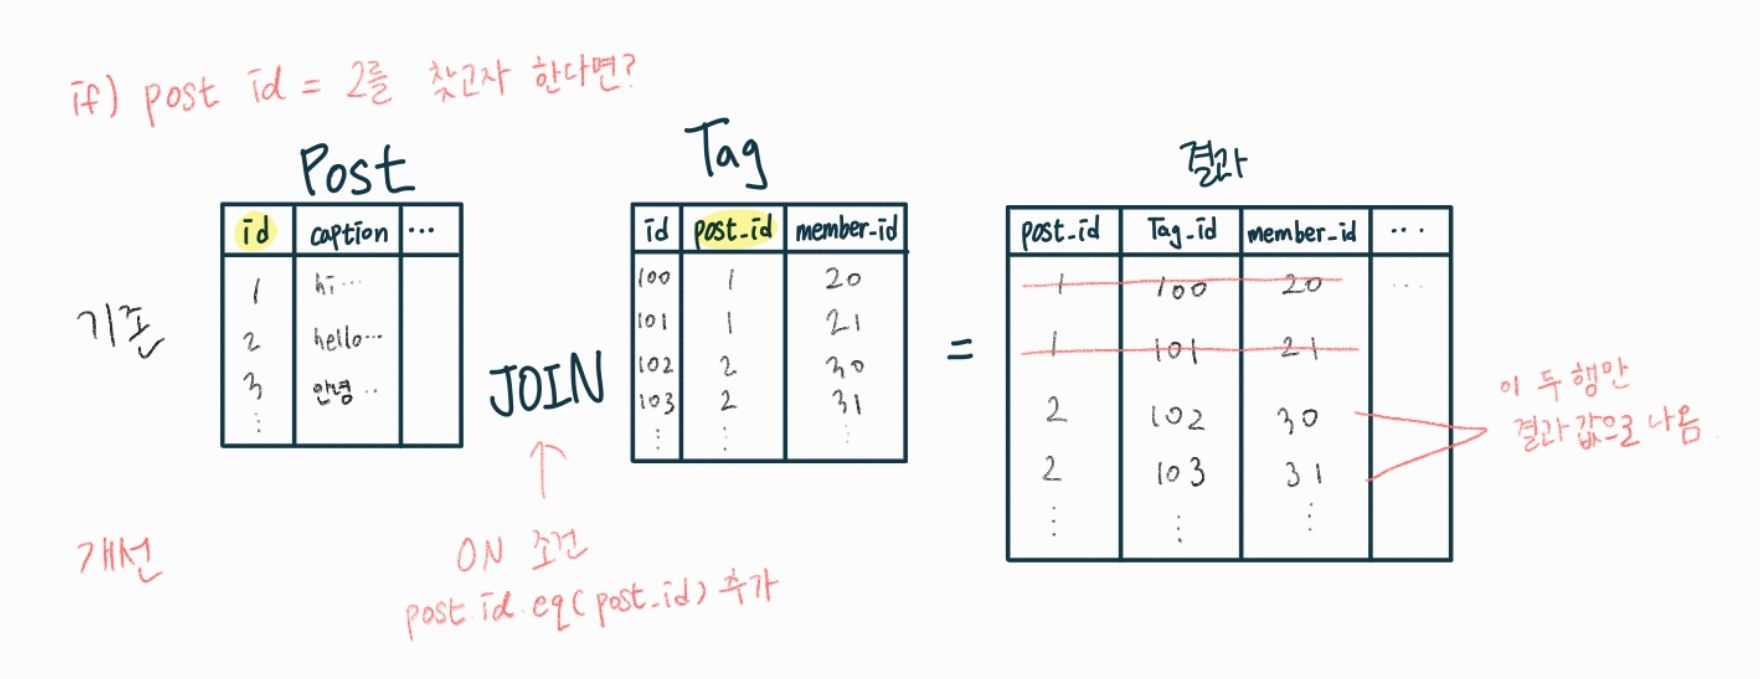 if) post id = 2를 찾고자 한다면?
Post
id caption ...
1 hi ...
2 hello...
3 안녕 ..
기존
JOIN
Tag
id post_id member_id
100 1 20
101 1 21
102 2 30
103 2 31
=
결과
post_id Tag_id member_id ...
1 100 20 ...
1 101 21
2 102 30
2 103 31
이 두 행만
결과 값으로 나옴
개선
ON 조건
post.id.eq(post_id) 추가